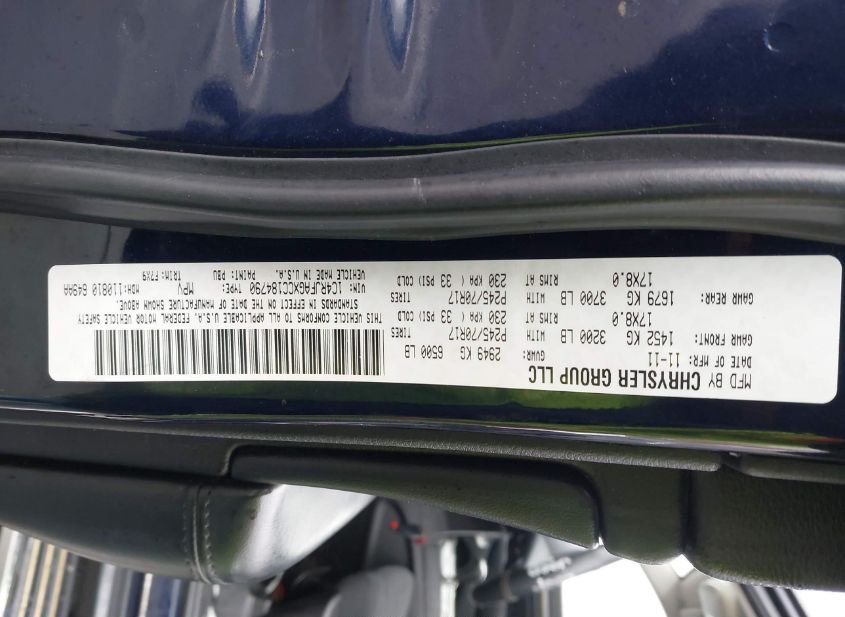 MFD BY CHRYSLER GROUP LLC
DATE OF MFR: 11-11 GVWR: 2949 KG 6500 LB
GAWR FRONT: 1452 KG 3200 LB WITH TIRES P245/70R17
17X8.0 RIMS AT 230 KPA ( 33 PSI) COLD
GAWR REAR: 1679 KG 3700 LB WITH TIRES P245/70R17
17X8.0 RIMS AT 230 KPA ( 33 PSI) COLD
THIS VEHICLE CONFORMS TO ALL APPLICABLE U.S.A. FEDERAL MOTOR VEHICLE SAFETY
STANDARDS IN EFFECT ON THE DATE OF MANUFACTURE SHOWN ABOVE.
VIN: 1C4RJFAGXCC184790 TYPE: MPV MDH: 110810 649AA
VEHICLE MADE IN U.S.A. PAINT: PBU TRIM: F7X9